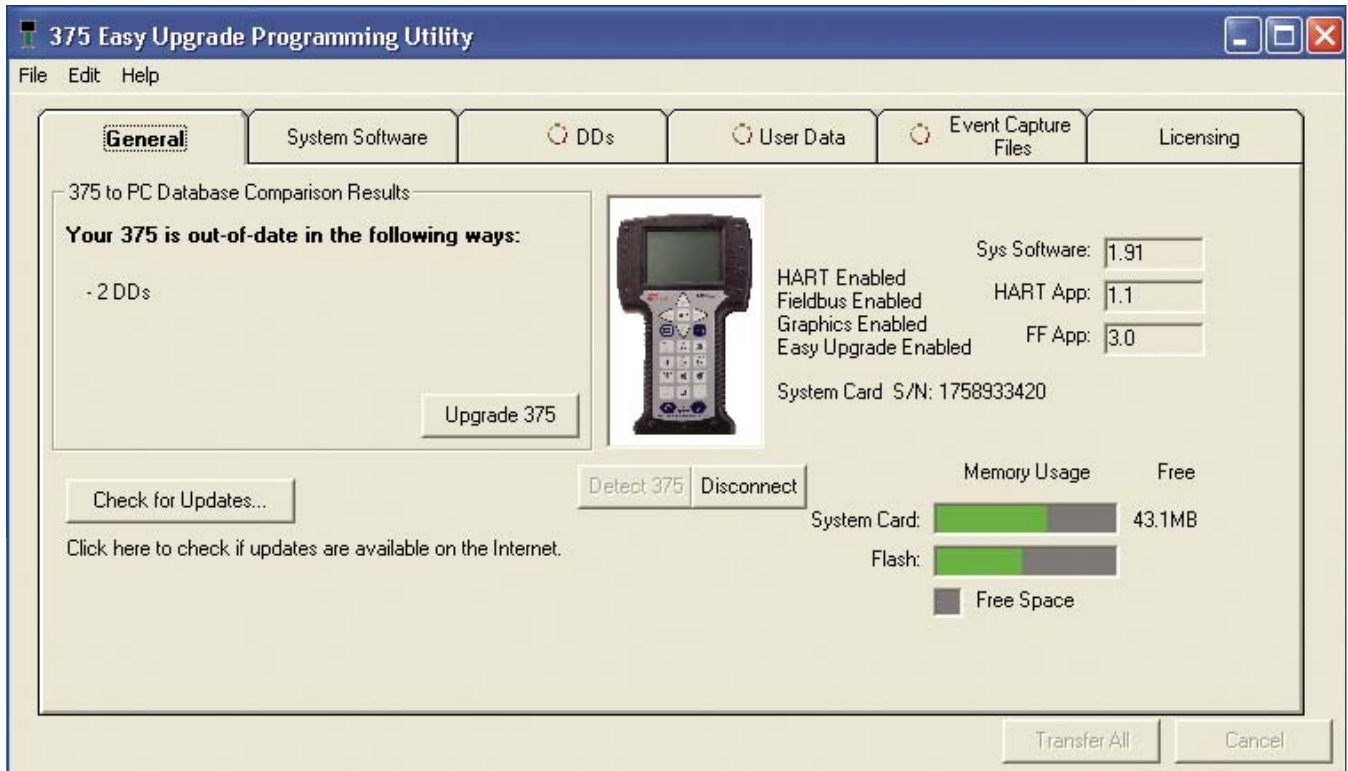 375 Easy Upgrade Programming Utility
File Edit Help
General
System Software
DDs
User Data
Event Capture
Files
Licensing
375 to PC Database Comparison Results
Your 375 is out-of-date in the following ways:
- 2 DDs
Upgrade 375
HART Enabled
Fieldbus Enabled
Graphics Enabled
Easy Upgrade Enabled
System Card S/N: 1758933420
Sys Software: 1.91
HART App: 1.1
FF App: 3.0
Check for Updates...
Click here to check if updates are available on the Internet.
Detect 375
Disconnect
Memory Usage Free
System Card: 43.1MB
Flash:
Free Space
Transfer All
Cancel